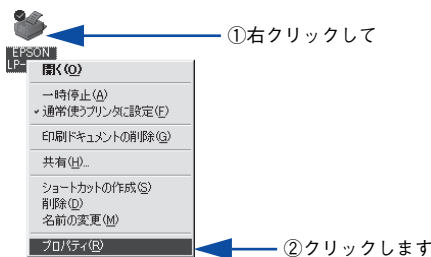 ①右クリックして
EPSON
LP-
開く(O)
一時停止(A)
✓通常使うプリンタに設定(F)
印刷ドキュメントの削除(G)
共有(H)...
ショートカットの作成(S)
削除(D)
名前の変更(M)
プロパティ(R)
②クリックします